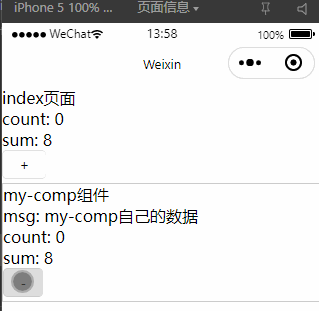 iPhone 5 100% ... 页面信息
WeChat 13:58 100%
Weixin
index页面
count: 0
sum: 8
+
my-comp组件
msg: my-comp自己的数据
count: 0
sum: 8
-